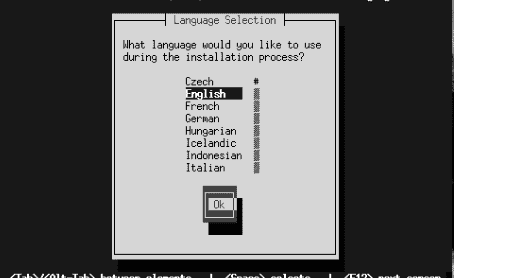 Language Selection
What language would you like to use
during the installation process?
Czech #
English
French
German
Hungarian
Icelandic
Indonesian
Italian
Ok
<Tab>/<Alt-Tab> between elements | <Space> selects | <F12> next screen